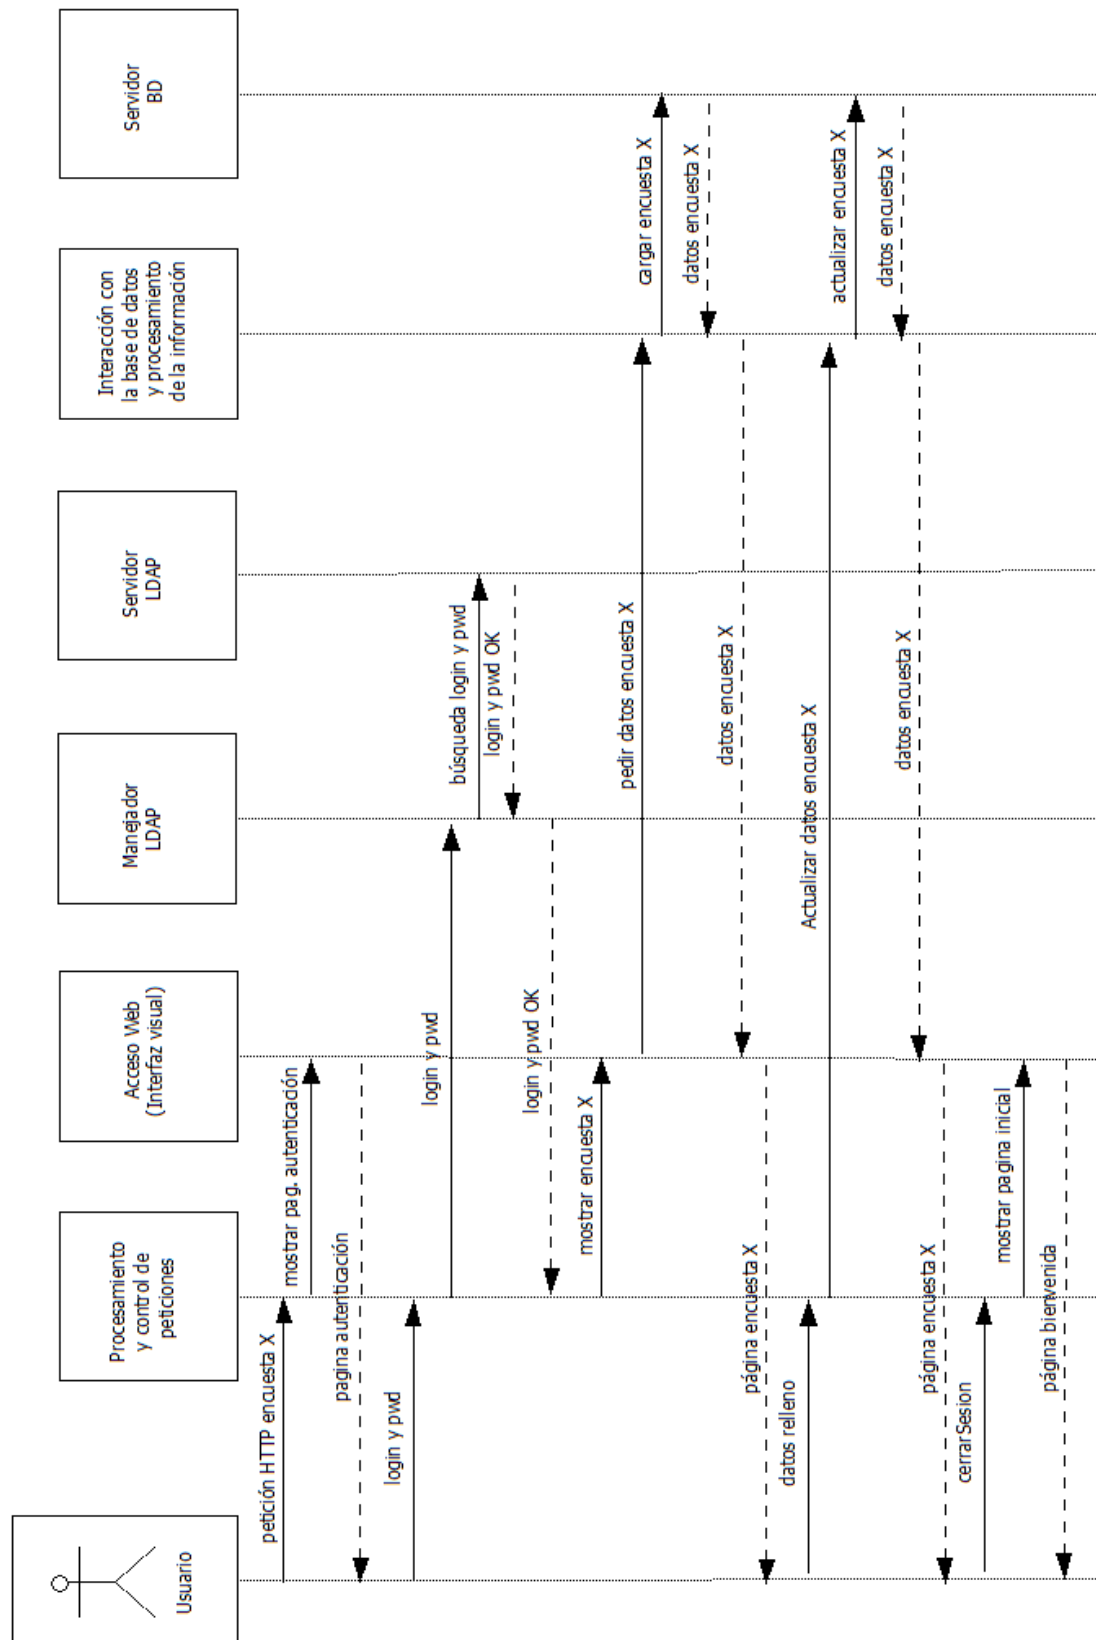 Usuario
Procesamiento
y control de
peticiones
Acceso Web
(Interfaz visual)
Manejador
LDAP
Servidor
LDAP
Interacción con
la base de datos
y procesamiento
de la información
Servidor
BD
petición HTTP encuesta X
mostrar pag. autenticación
pagina autenticación
login y pwd
login y pwd
búsqueda login y pwd
login y pwd OK
login y pwd OK
mostrar encuesta X
pedir datos encuesta X
cargar encuesta X
datos encuesta X
datos encuesta X
página encuesta X
datos relleno
Actualizar datos encuesta X
actualizar encuesta X
datos encuesta X
datos encuesta X
página encuesta X
cerrarSesion
mostrar pagina inicial
página bienvenida